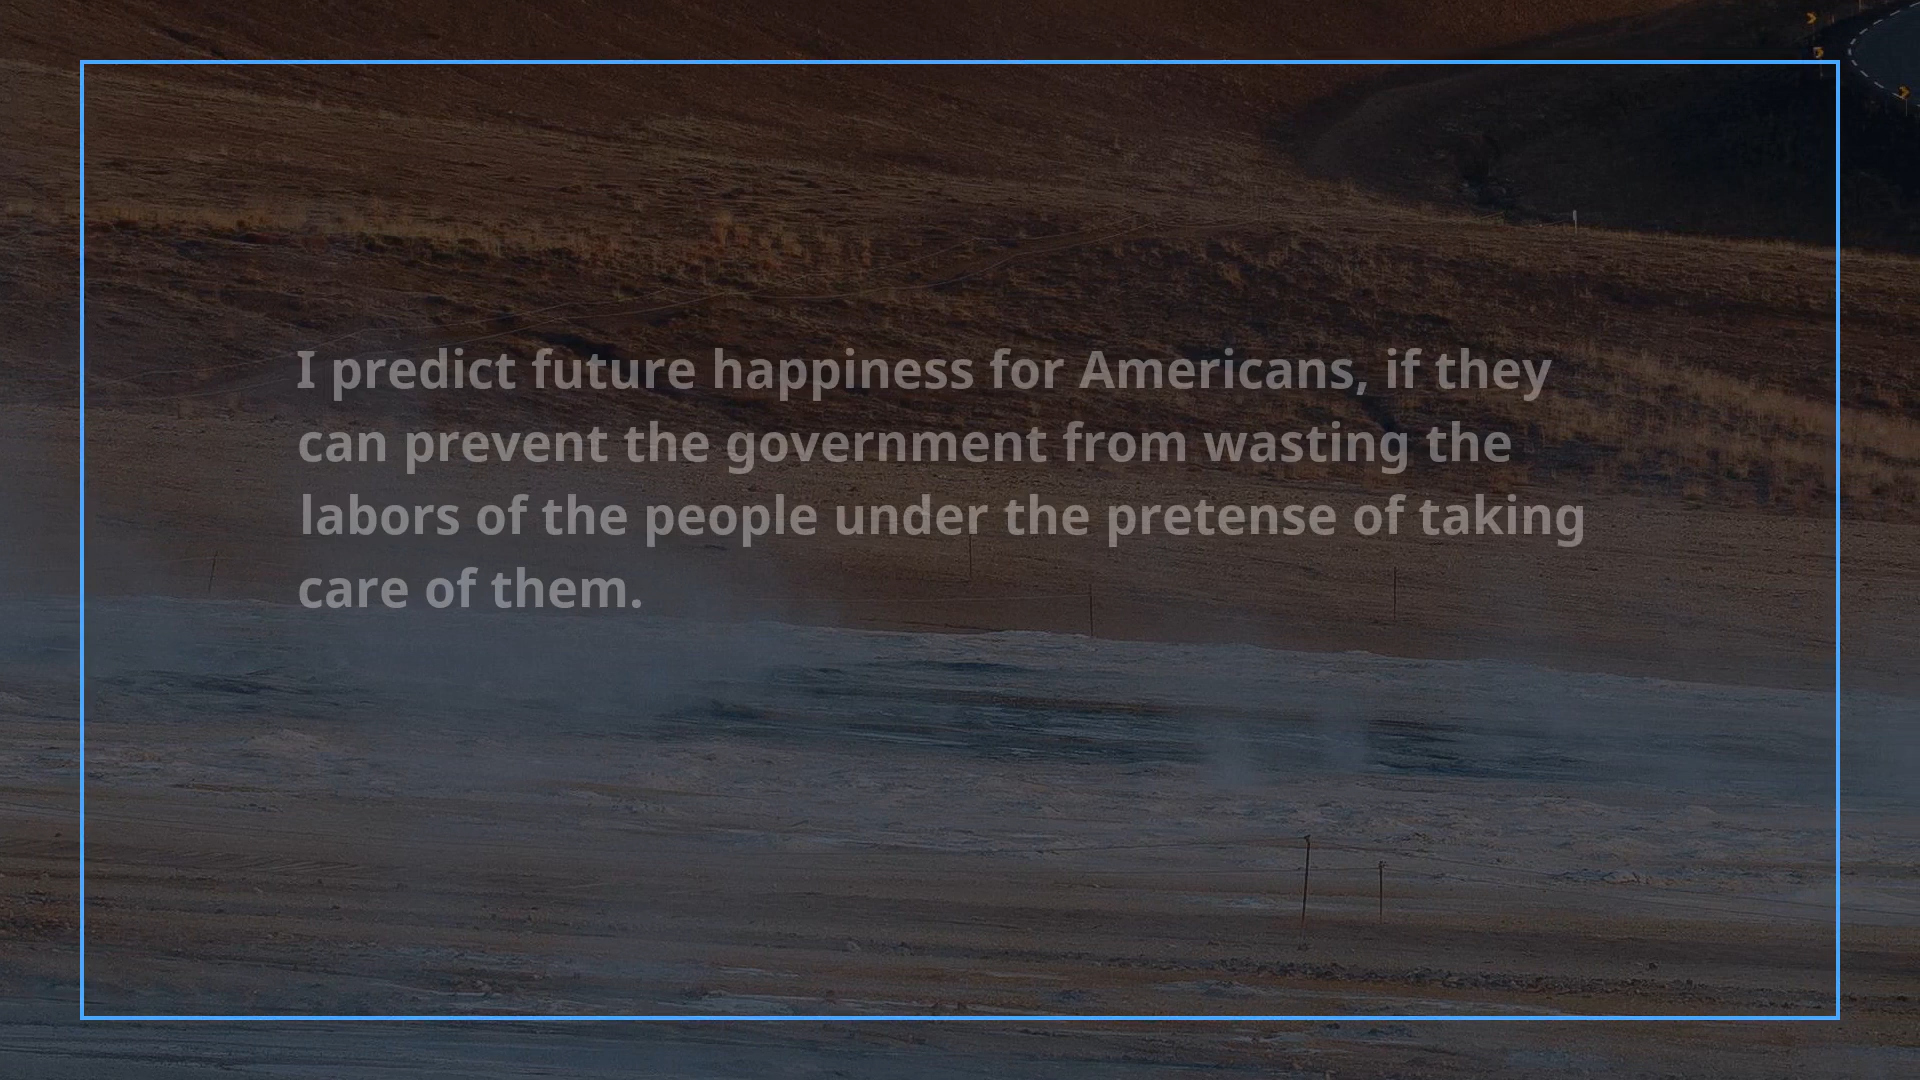 I predict future happiness for Americans, if they
can prevent the government from wasting the
labors of the people under the pretense of taking
care of them.